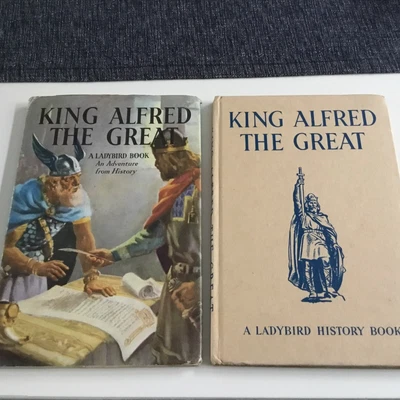 KING ALFRED
THE GREAT
A LADYBIRD BOOK
An Adventure
from History
KING ALFRED
THE GREAT
A LADYBIRD HISTORY BOOK